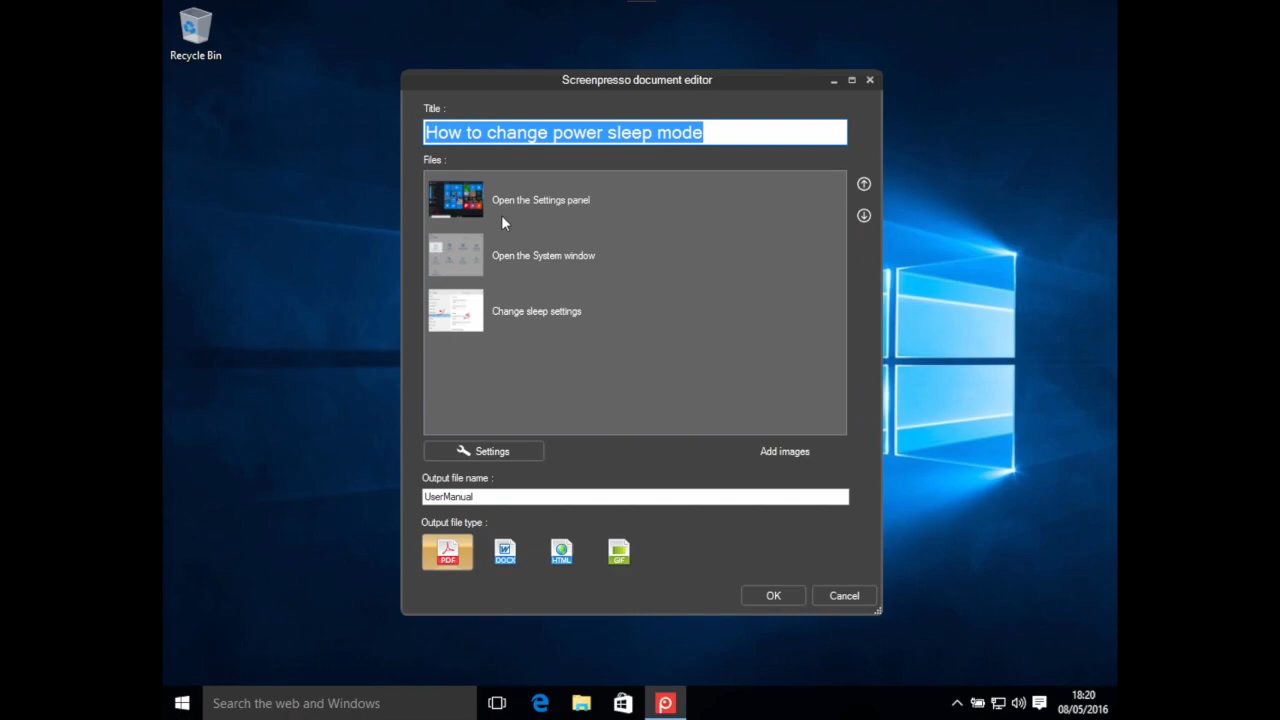 Recycle Bin
Screenpresso document editor
Title :
How to change power sleep mode
Files :
Open the Settings panel
Open the System window
Change sleep settings
Settings
Add images
Output file name :
UserManual
Output file type :
PDF
DOCX
HTML
GIF
OK
Cancel
Search the web and Windows
18:20
08/05/2016